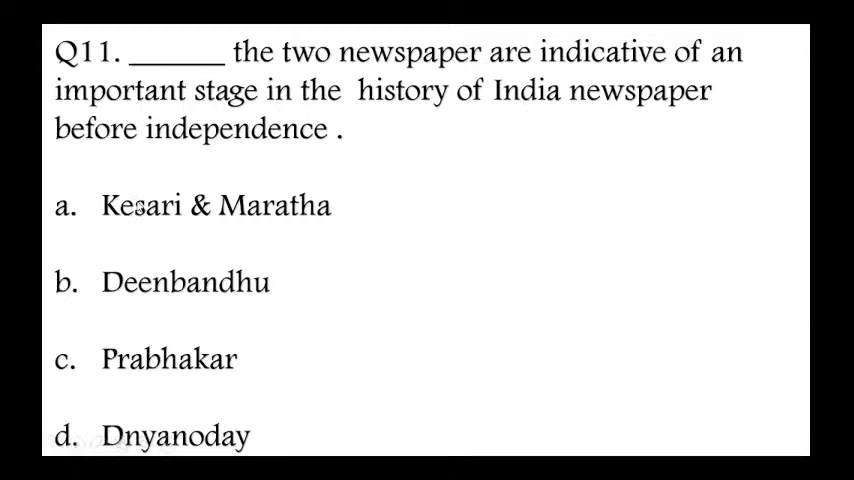 Q11. ______ the two newspaper are indicative of an
important stage in the history of India newspaper
before independence .
a. Kesari & Maratha
b. Deenbandhu
c. Prabhakar
d. Dnyanoday